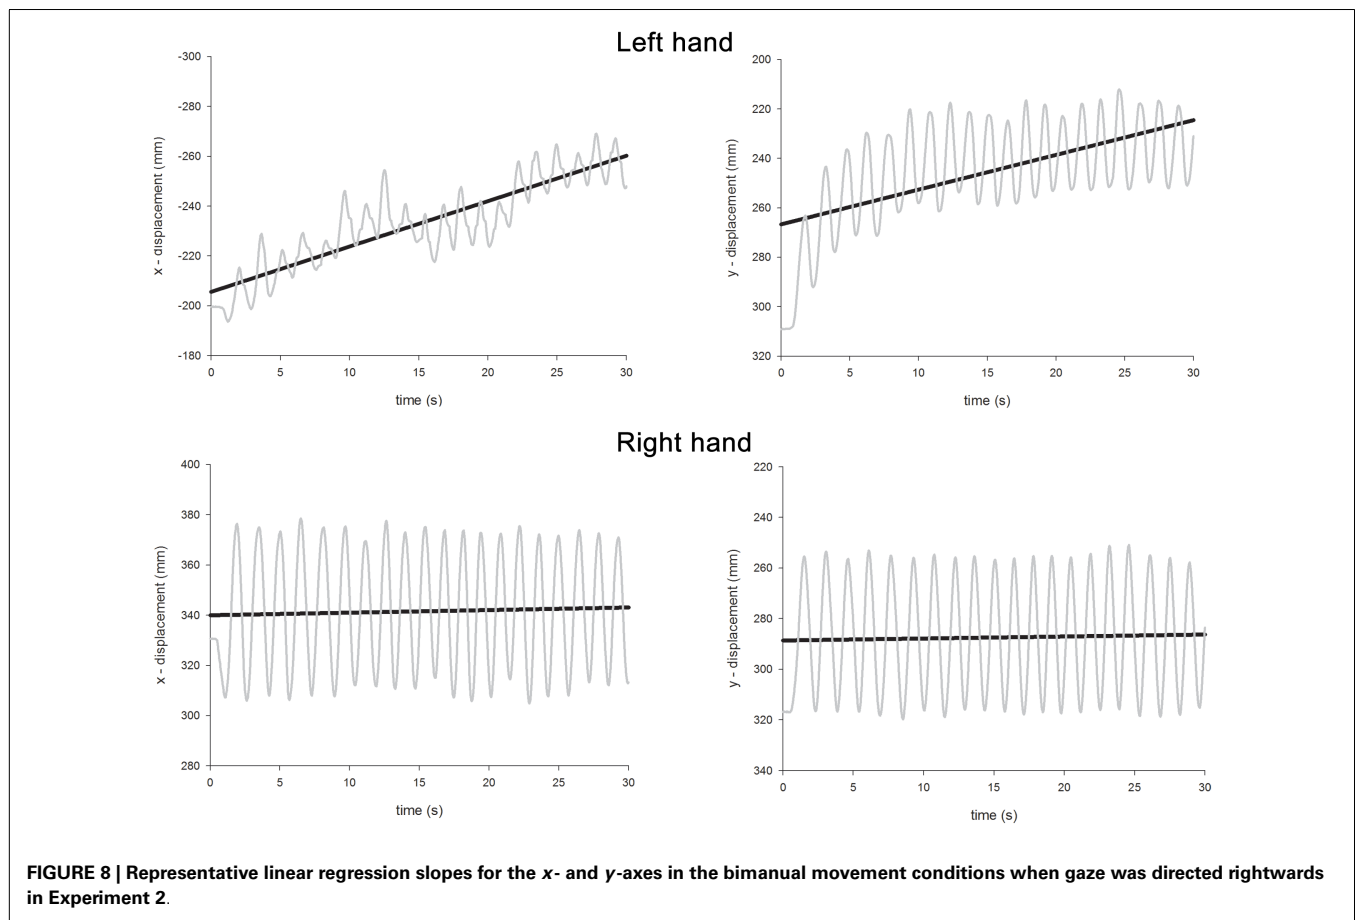 Left hand
-300
-280
-260
-240
-220
-200
-180
x - displacement (mm)
0 5 10 15 20 25 30
time (s)
200
220
240
260
280
300
320
y - displacement (mm)
0 5 10 15 20 25 30
time (s)
Right hand
400
380
360
340
320
300
280
x - displacement (mm)
0 5 10 15 20 25 30
time (s)
220
240
260
280
300
320
340
y - displacement (mm)
0 5 10 15 20 25 30
time (s)
FIGURE 8 | Representative linear regression slopes for the x- and y-axes in the bimanual movement conditions when gaze was directed rightwards
in Experiment 2.